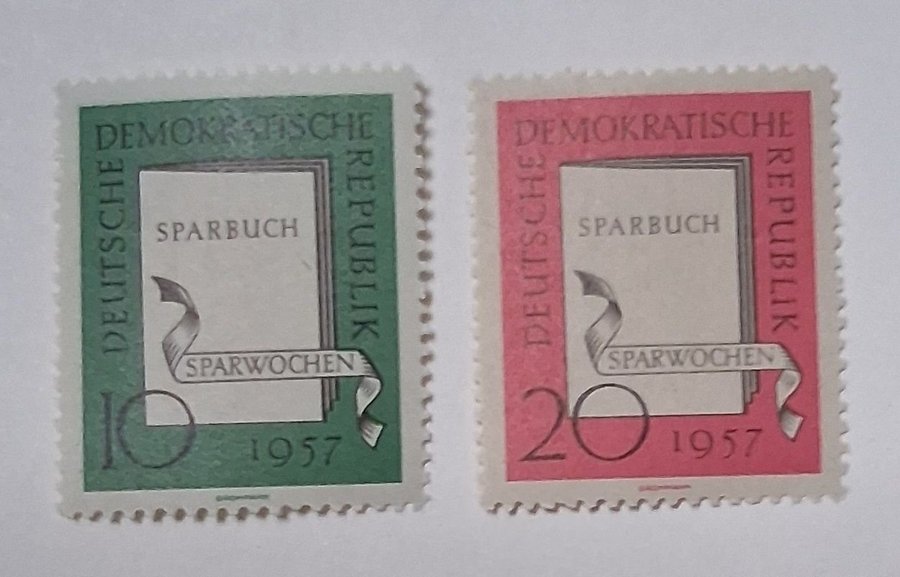 DEUTSCHE
DEMOKRATISCHE
REPUBLIK
SPARBUCH
SPARWOCHEN
10
1957
DEUTSCHE
DEMOKRATISCHE
REPUBLIK
SPARBUCH
SPARWOCHEN
20
1957